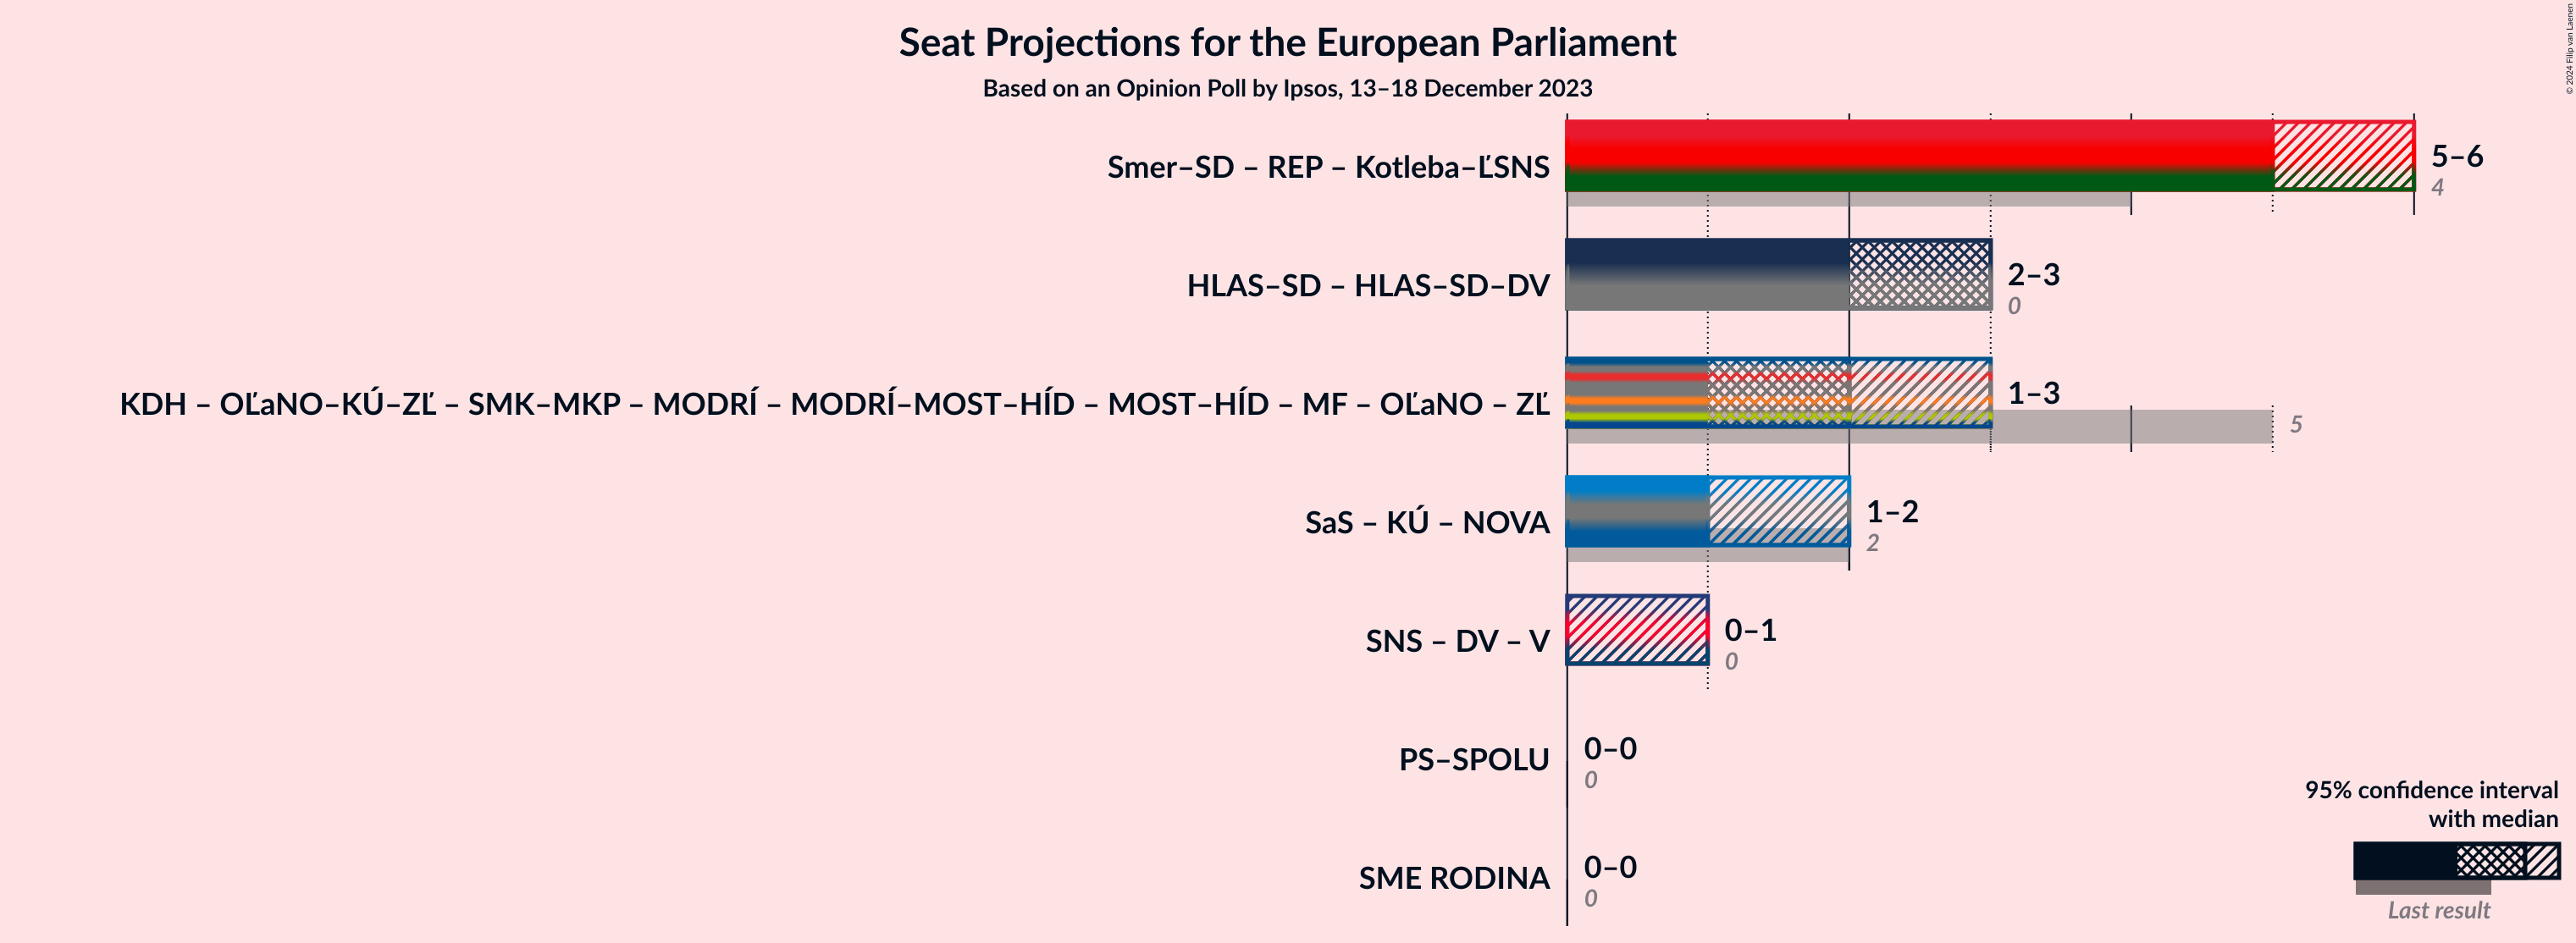 Seat Projections for the European Parliament
Based on an Opinion Poll by Ipsos, 13–18 December 2023
© 2024 Filip van Laenen
Smer–SD – REP – Kotleba–ĽSNS
5–6
4
HLAS–SD – HLAS–SD–DV
2–3
0
KDH – OĽaNO–KÚ–ZĽ – SMK–MKP – MODRÍ – MODRÍ–MOST–HÍD – MOST–HÍD – MF – OĽaNO – ZĽ
1–3
5
SaS – KÚ – NOVA
1–2
2
SNS – DV – V
0–1
0
PS–SPOLU
0–0
0
SME RODINA
0–0
0
95% confidence interval
with median
Last result